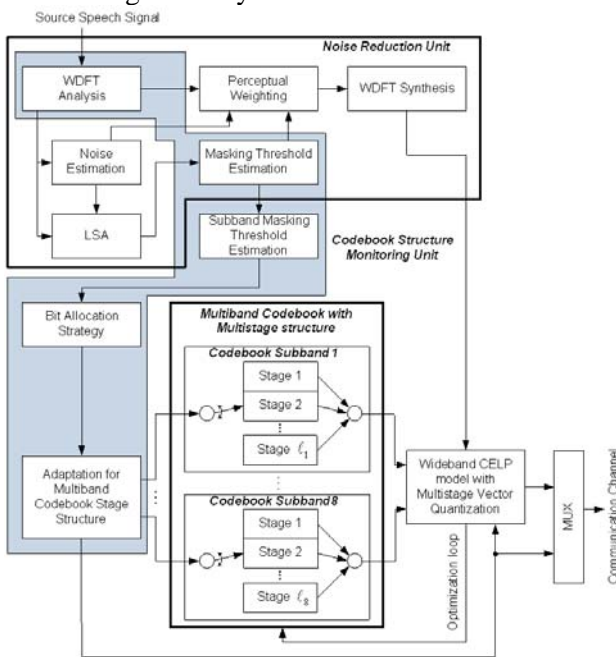 Source Speech Signal
Noise Reduction Unit
WDFT
Analysis
Perceptual
Weighting
WDFT Synthesis
Noise
Estimation
Masking Threshold
Estimation
LSA
Subband Masking
Threshold
Estimation
Codebook Structure
Monitoring Unit
Bit Allocation
Strategy
Multiband Codebook with
Multistage structure
Codebook Subband 1
Stage 1
Stage 2
Stage ℓ1
Adaptation for
Multiband
Codebook Stage
Structure
Codebook Subband 8
Stage 1
Stage 2
Stage ℓ8
Wideband CELP
model with
Multistage Vector
Quantization
Optimization loop
MUX
Communication Channel